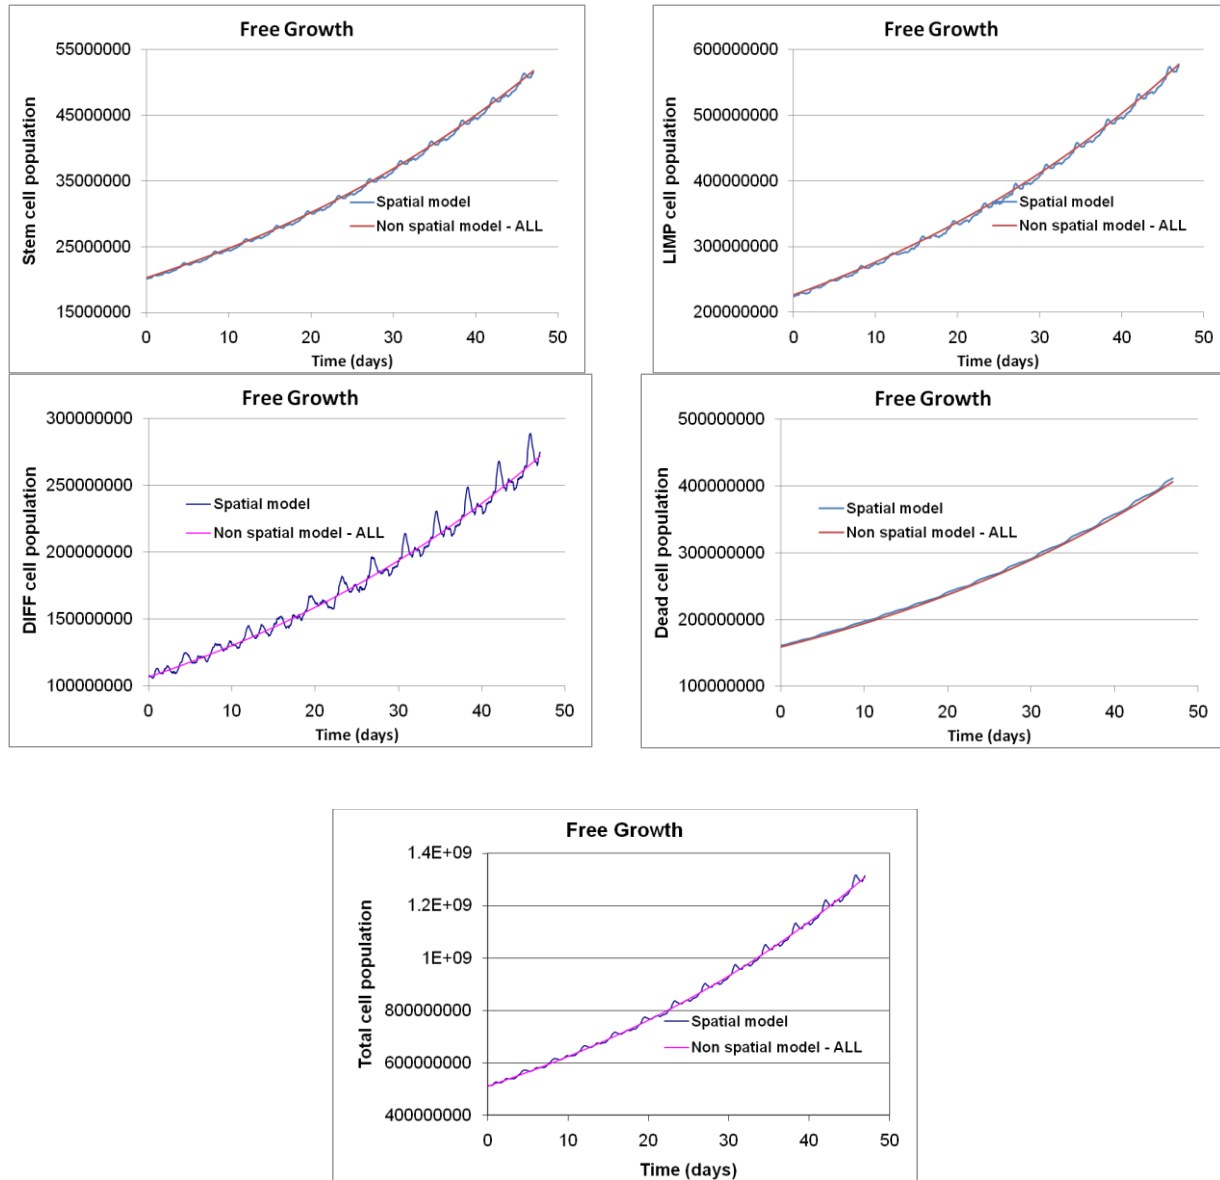 Free Growth
55000000
45000000
35000000
25000000
15000000
Stem cell population
Spatial model
Non spatial model - ALL
0 10 20 30 40 50
Time (days)
Free Growth
600000000
500000000
400000000
300000000
200000000
LIMP cell population
Spatial model
Non spatial model - ALL
0 10 20 30 40 50
Time (days)
Free Growth
300000000
250000000
200000000
150000000
100000000
DIFF cell population
Spatial model
Non spatial model - ALL
0 10 20 30 40 50
Time (days)
Free Growth
500000000
400000000
300000000
200000000
100000000
Dead cell population
Spatial model
Non spatial model - ALL
0 10 20 30 40 50
Time (days)
Free Growth
1.4E+09
1.2E+09
1E+09
800000000
600000000
400000000
Total cell population
Spatial model
Non spatial model - ALL
0 10 20 30 40 50
Time (days)